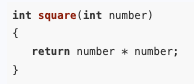 int square(int number)
{
   return number * number;
}